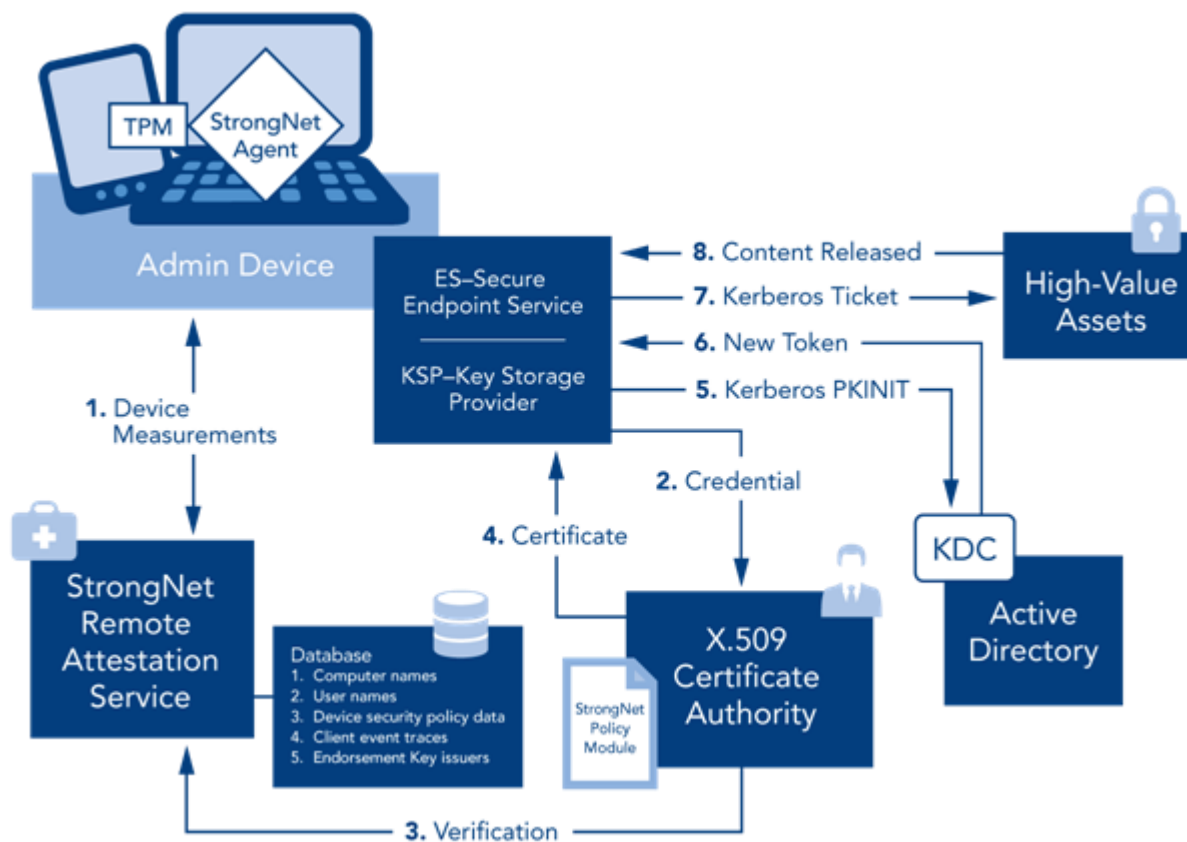 TPM
StrongNet
Agent
Admin Device
ES–Secure
Endpoint Service
KSP–Key Storage
Provider
8. Content Released
7. Kerberos Ticket
6. New Token
5. Kerberos PKINIT
High-Value
Assets
1. Device
Measurements
2. Credential
4. Certificate
KDC
Active
Directory
StrongNet
Remote
Attestation
Service
Database
1. Computer names
2. User names
3. Device security policy data
4. Client event traces
5. Endorsement Key issuers
X.509
Certificate
Authority
StrongNet
Policy
Module
3. Verification